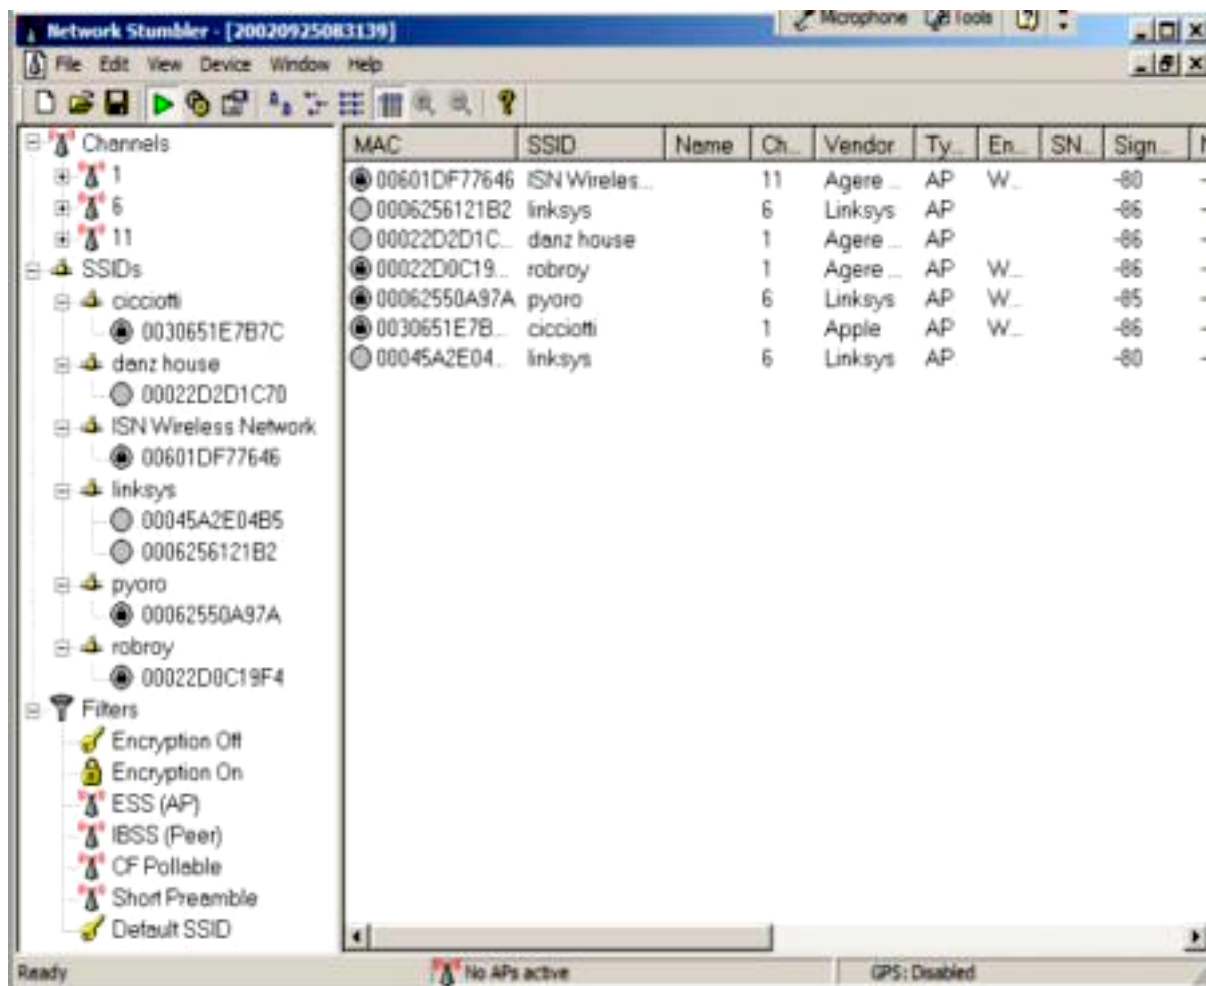 Network Stumbler - [20020925083139]
Microphone Tools
File Edit View Device Window Help
Channels
1
6
11
SSIDs
cicciotti
0030651E7B7C
danz house
00022D2D1C70
ISN Wireless Network
00601DF77646
linksys
00045A2E04B5
0006256121B2
pyoro
00062550A97A
robroy
00022D0C19F4
Filters
Encryption Off
Encryption On
ESS (AP)
IBSS (Peer)
CF Pollable
Short Preamble
Default SSID
MAC SSID Name Ch... Vendor Ty... En... SN... Sign...
00601DF77646 ISN Wireles... 11 Agere ... AP W... -80
0006256121B2 linksys 6 Linksys AP -86
00022D2D1C... danz house 1 Agere ... AP -86
00022D0C19... robroy 1 Agere ... AP W... -86
00062550A97A pyoro 6 Linksys AP W... -85
0030651E7B... cicciotti 1 Apple AP W... -86
00045A2E04... linksys 6 Linksys AP -80
Ready No APs active GPS: Disabled